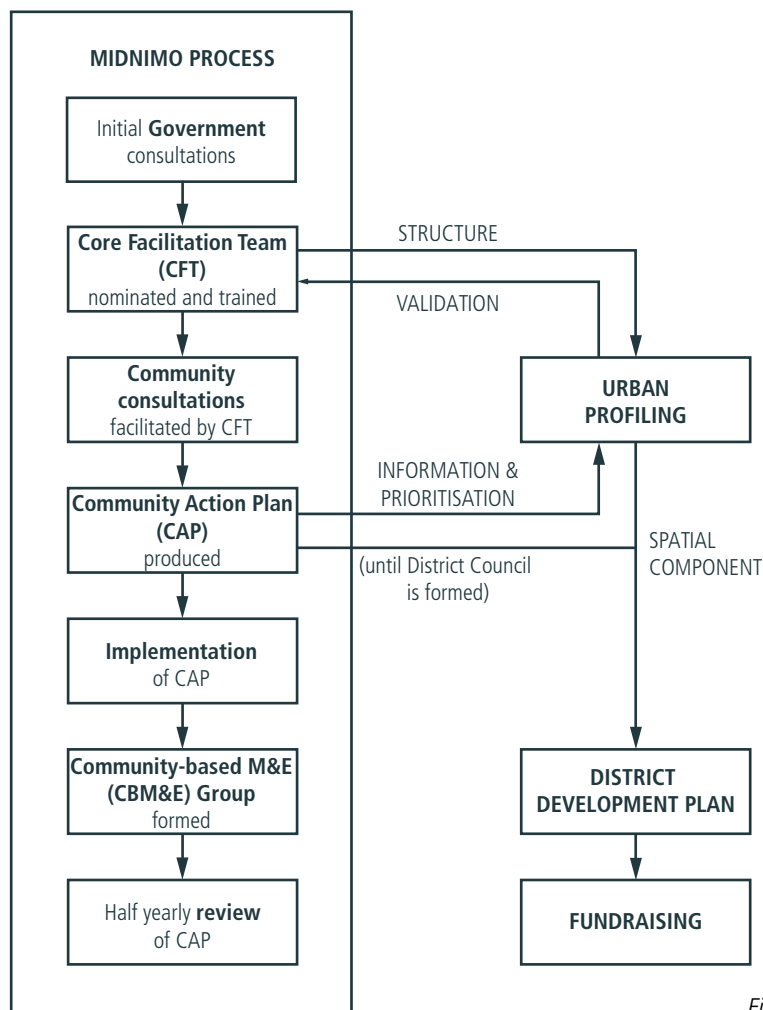 MIDNIMO PROCESS
Initial Government
consultations
Core Facilitation Team
(CFT)
nominated and trained
STRUCTURE
VALIDATION
Community
consultations
facilitated by CFT
URBAN
PROFILING
INFORMATION &
PRIORITISATION
Community Action Plan
(CAP)
produced
(until District Council
is formed)
SPATIAL
COMPONENT
Implementation
of CAP
Community-based M&E
(CBM&E) Group
formed
DISTRICT
DEVELOPMENT PLAN
Half yearly review
of CAP
FUNDRAISING